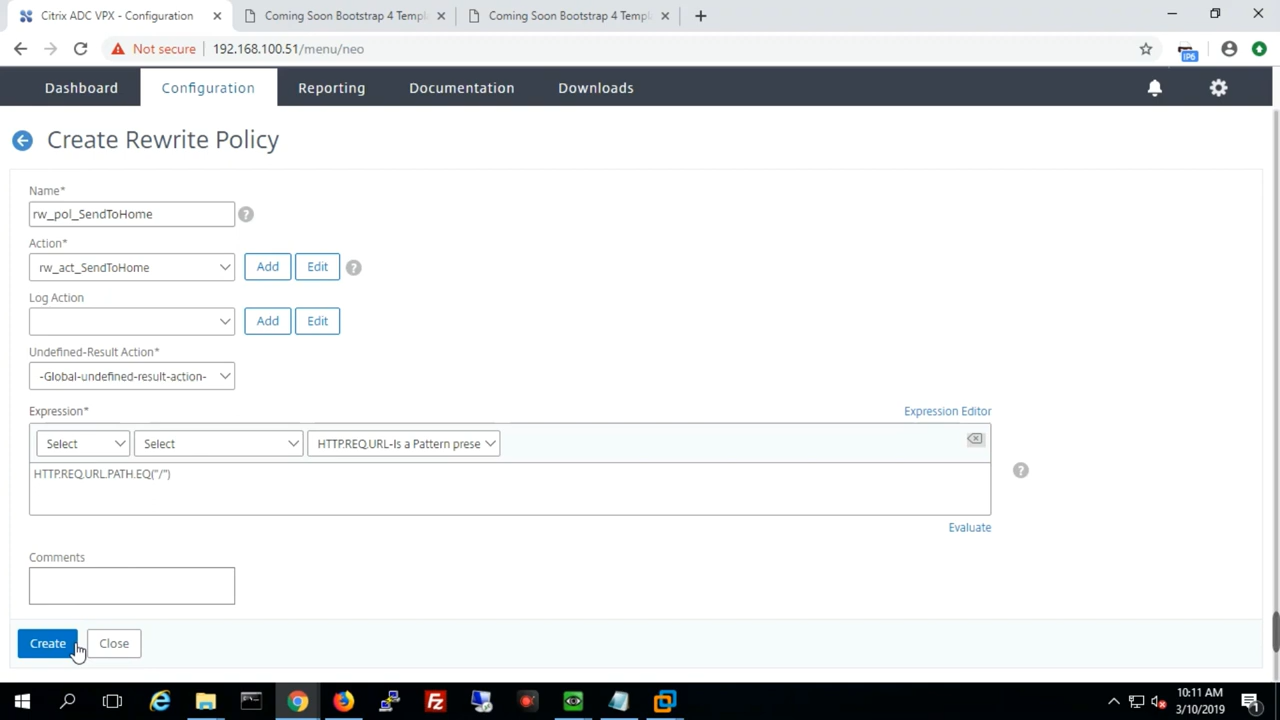 Citrix ADC VPX - Configuration
Coming Soon Bootstrap 4 Templ
Coming Soon Bootstrap 4 Templ
Not secure
192.168.100.51/menu/neo
IP6
Dashboard
Configuration
Reporting
Documentation
Downloads
Create Rewrite Policy
Name*
rw_pol_SendToHome
?
Action*
rw_act_SendToHome
Add
Edit
?
Log Action
Add
Edit
Undefined-Result Action*
-Global-undefined-result-action-
Expression*
Expression Editor
Select
Select
HTTP.REQ.URL-Is a Pattern prese
HTTP.REQ.URL.PATH.EQ("/")
?
Evaluate
Comments
Create
Close
10:11 AM
3/10/2019
1